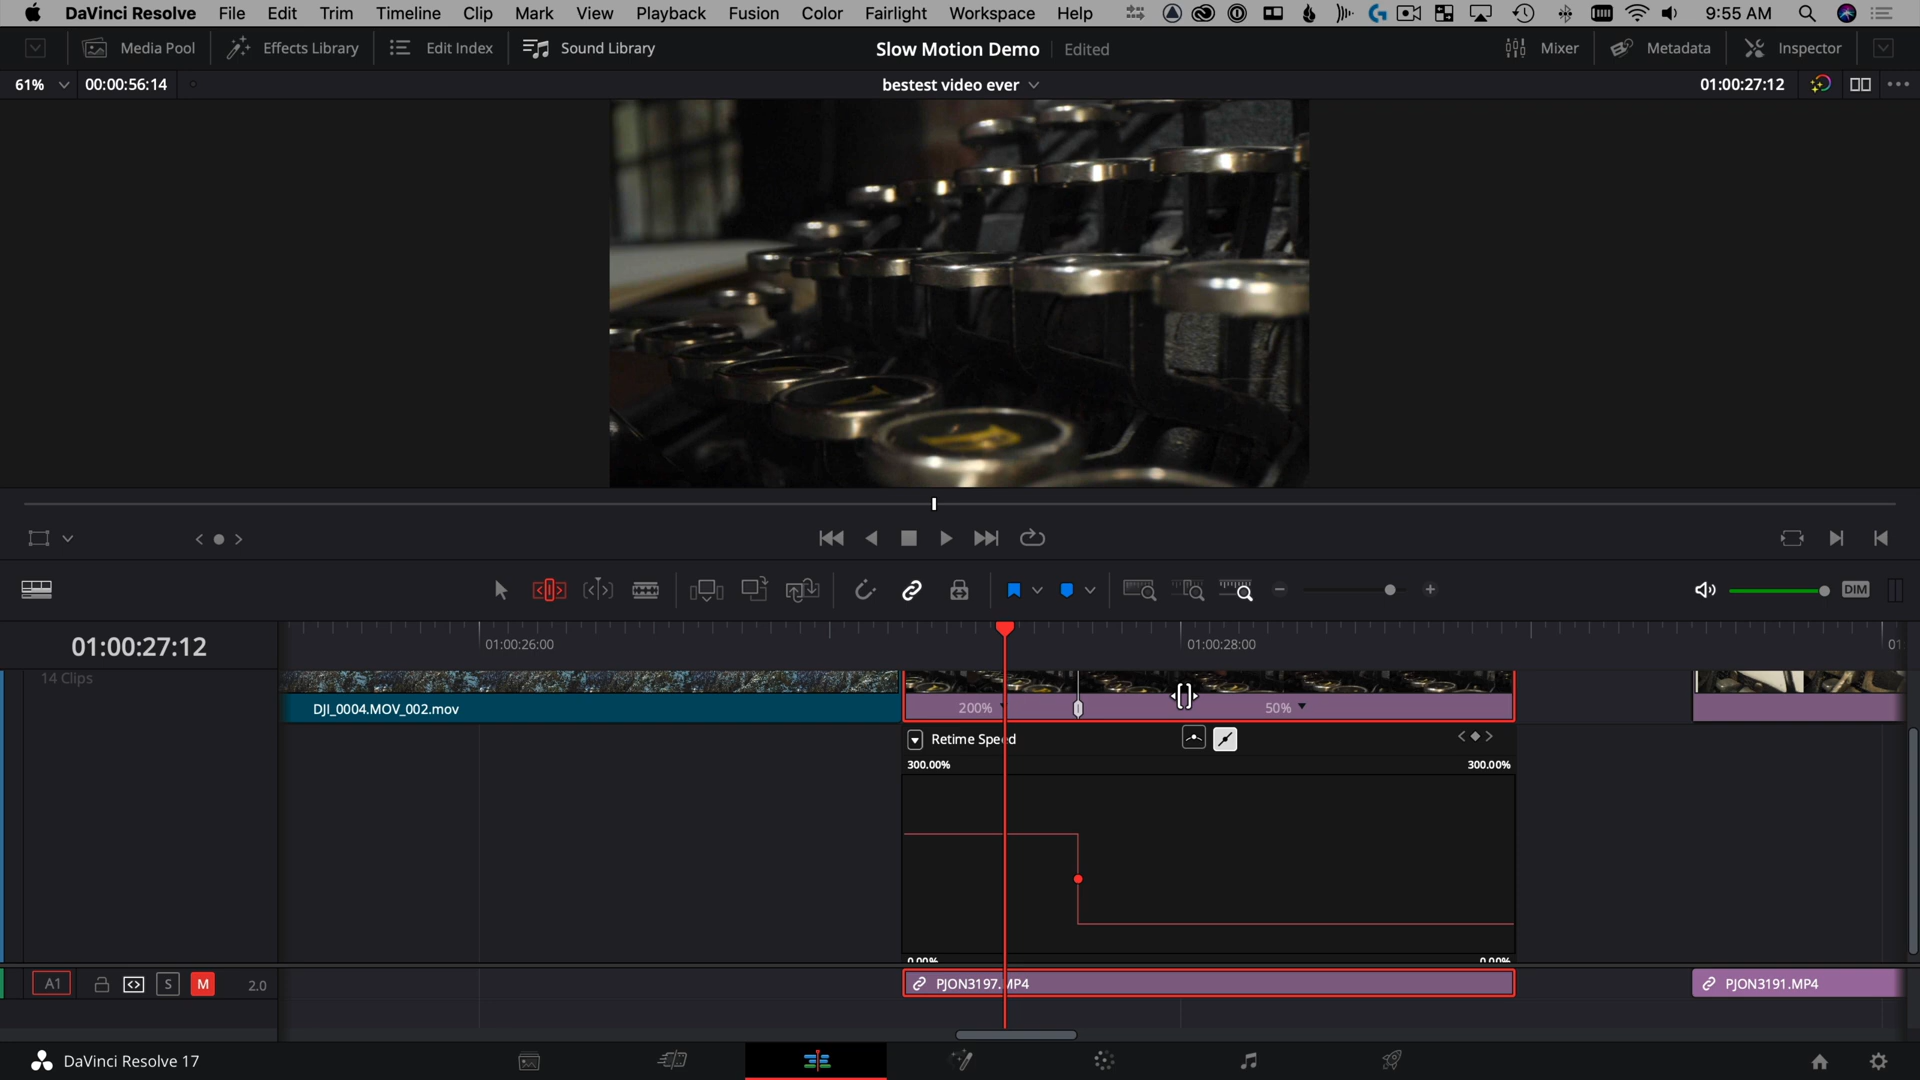 DaVinci Resolve File Edit Trim Timeline Clip Mark View Playback Fusion Color Fairlight Workspace Help 9:55 AM
Media Pool Effects Library Edit Index Sound Library Slow Motion Demo Edited Mixer Metadata Inspector
61% 00:00:56:14 bestest video ever 01:00:27:12
DIM
01:00:27:12 01:00:26:00 01:00:28:00 01:
14 Clips
DJI_0004.MOV_002.mov 200% 50%
Retime Speed
300.00% 300.00%
0.00% 0.00%
A1 S M 2.0 PJON3197.MP4 PJON3191.MP4
DaVinci Resolve 17